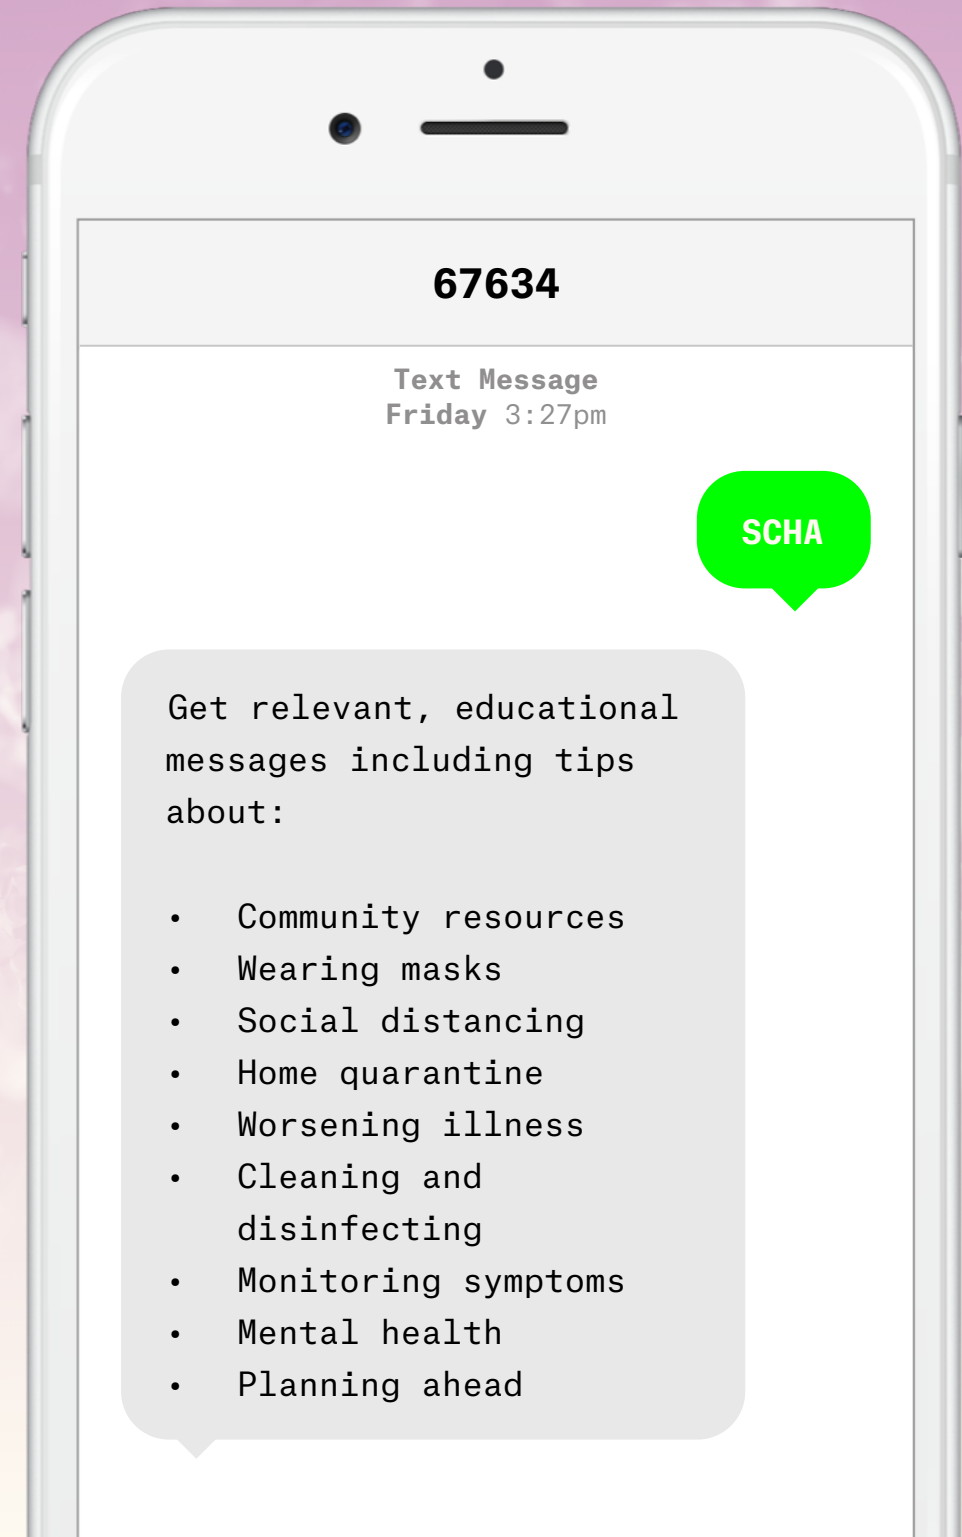 67634
Text Message
Friday 3:27pm
SCHA
Get relevant, educational
messages including tips
about:
• Community resources
• Wearing masks
• Social distancing
• Home quarantine
• Worsening illness
• Cleaning and
disinfecting
• Monitoring symptoms
• Mental health
• Planning ahead